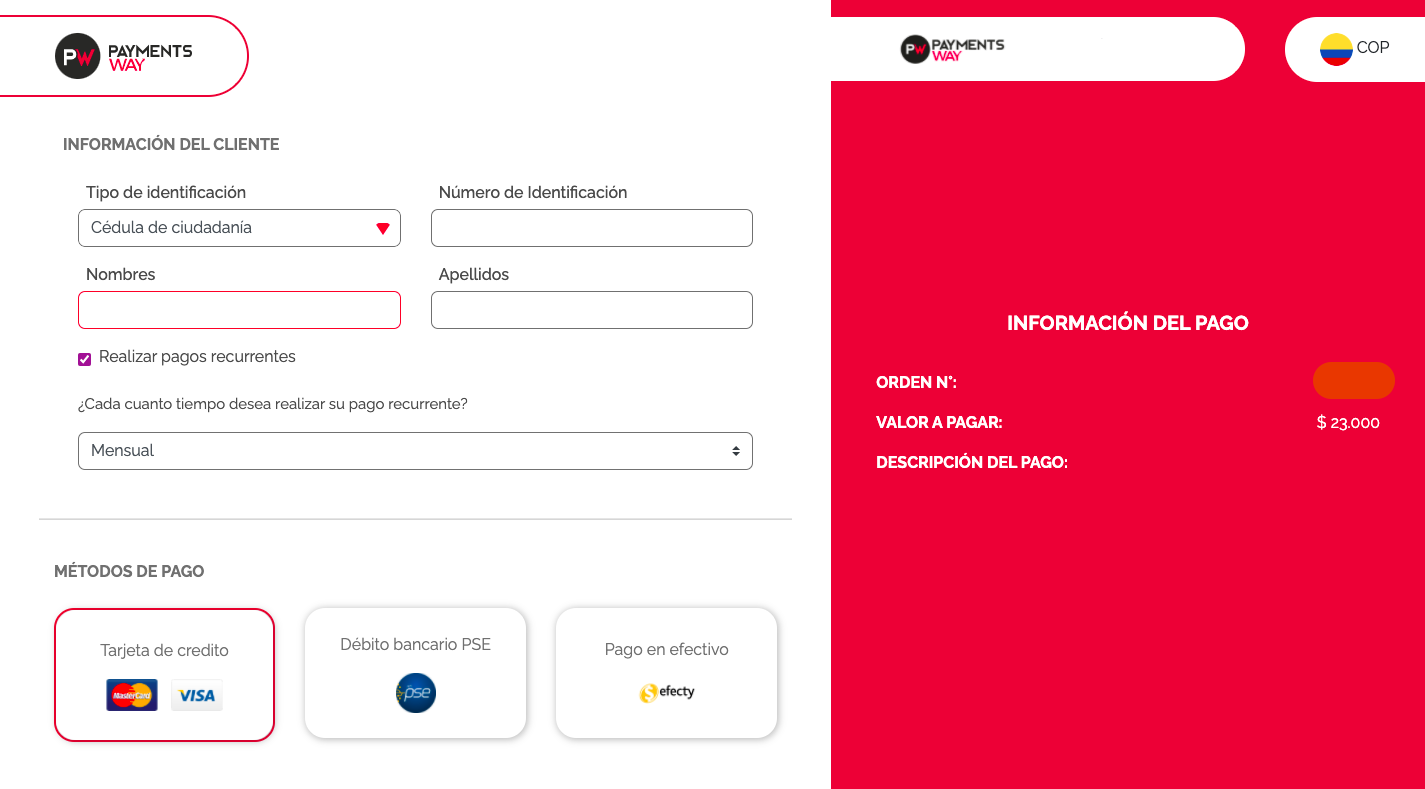 PW PAYMENTS
WAY
INFORMACIÓN DEL CLIENTE
Tipo de identificación
Número de Identificación
Cédula de ciudadanía
Nombres
Apellidos
Realizar pagos recurrentes
¿Cada cuanto tiempo desea realizar su pago recurrente?
Mensual
MÉTODOS DE PAGO
Tarjeta de credito
MasterCard
VISA
Débito bancario PSE
pse
Pago en efectivo
$ efecty
PW PAYMENTS
WAY
COP
INFORMACIÓN DEL PAGO
ORDEN N°:
VALOR A PAGAR: $ 23.000
DESCRIPCIÓN DEL PAGO: